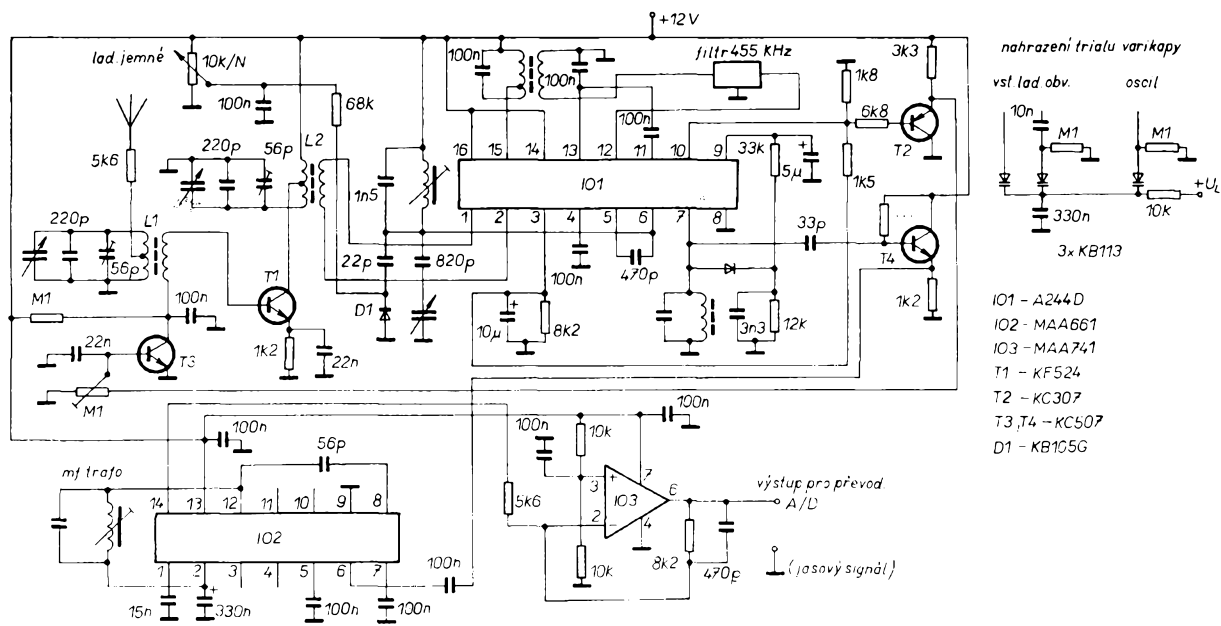 +12V
lad. jemné
10k/N
100n
68k
5k6
220p
56p
L2
1n5
100n
100n
filtr 455 KHz
100n
1k8
3k3
6k8
T2
33k
5µ
1k5
16 15 14 13 12 11 10 9
IO1
1 2 3 4 5 6 7 8
nahrazení trialu varikapy
vst. lad. obv.
oscil
10n
M1
M1
+UL
330n
10k
3x KB113
220p
L1
56p
M1
100n
22n
T3
M1
T1
1k2
22n
22p
820p
D1
10µ
8k2
100n
470p
33p
3n3
12k
T4
1k2
IO1 - A244D
IO2 - MAA661
IO3 - MAA741
T1 - KF524
T2 - KC307
T3,T4 - KC507
D1 - KB105G
100n
56p
mf trafo
14 13 12 11 10 9 8
IO2
1 2 3 4 5 6 7
15n
330n
100n
100n
100n
5k6
100n
10k
100n
3
+
7
IO3
6
2
-
4
10k
8k2
470p
výstup pro převod.
A/D
(jasový signál)